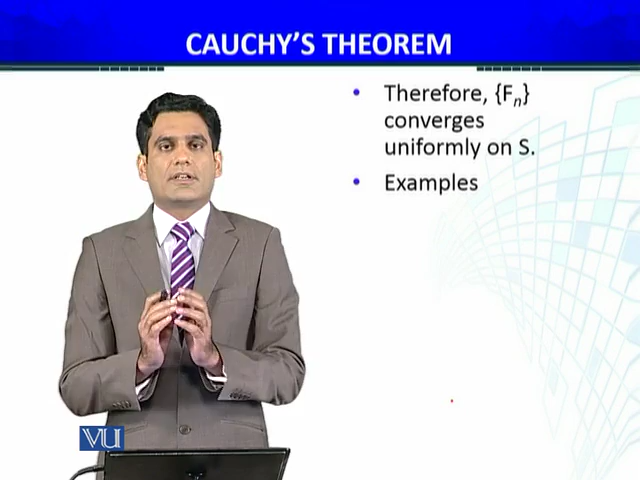 CAUCHY'S THEOREM
• Therefore, {Fn}
converges
uniformly on S.
• Examples
VU